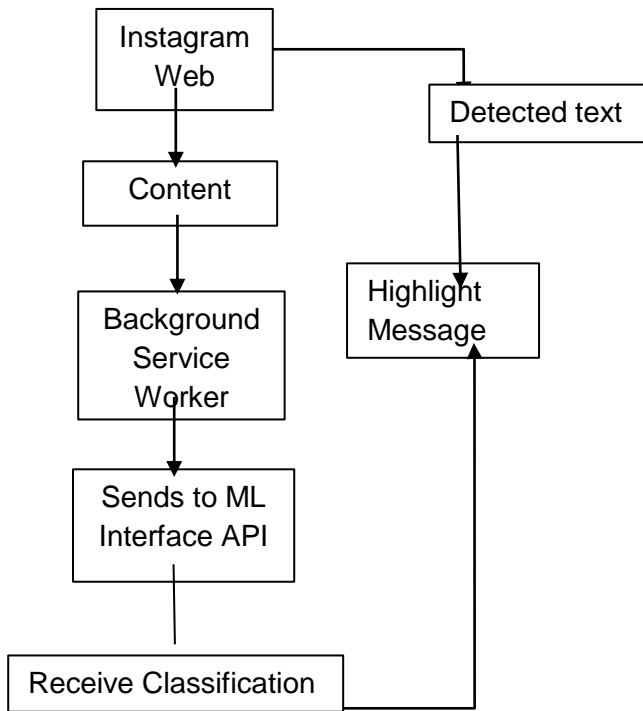 Instagram
Web
Detected text
Content
Highlight
Message
Background
Service
Worker
Sends to ML
Interface API
Receive Classification